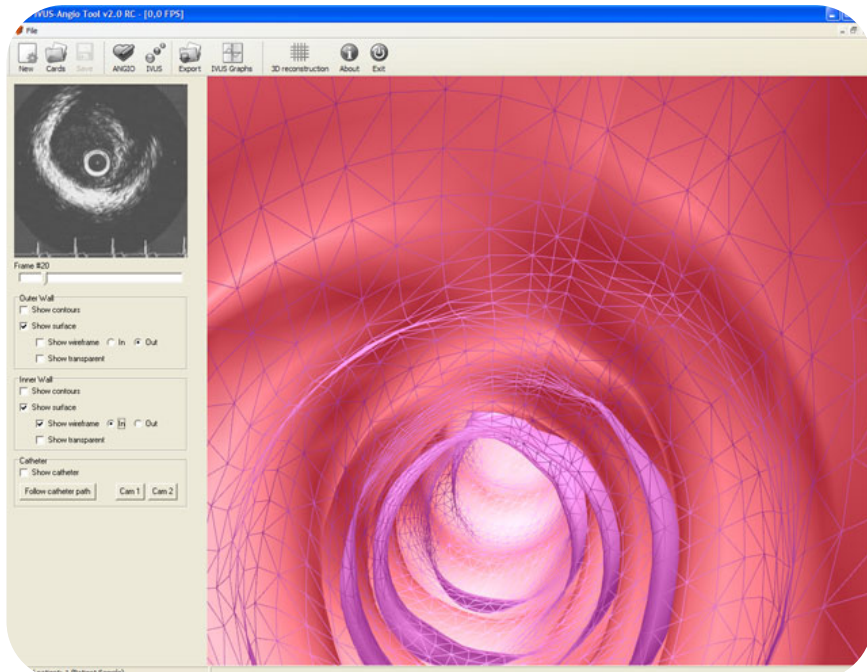 IVUS-Angio Tool v2.0 RC - [0,0 FPS]
File
New Cards Save ANGIO IVUS Export IVUS Graphs 3D reconstruction About Exit
Frame #20
Outer Wall
Show contours
Show surface
Show wireframe In Out
Show transparent
Inner Wall
Show contours
Show surface
Show wireframe In Out
Show transparent
Catheter
Show catheter
Follow catheter path Cam 1 Cam 2